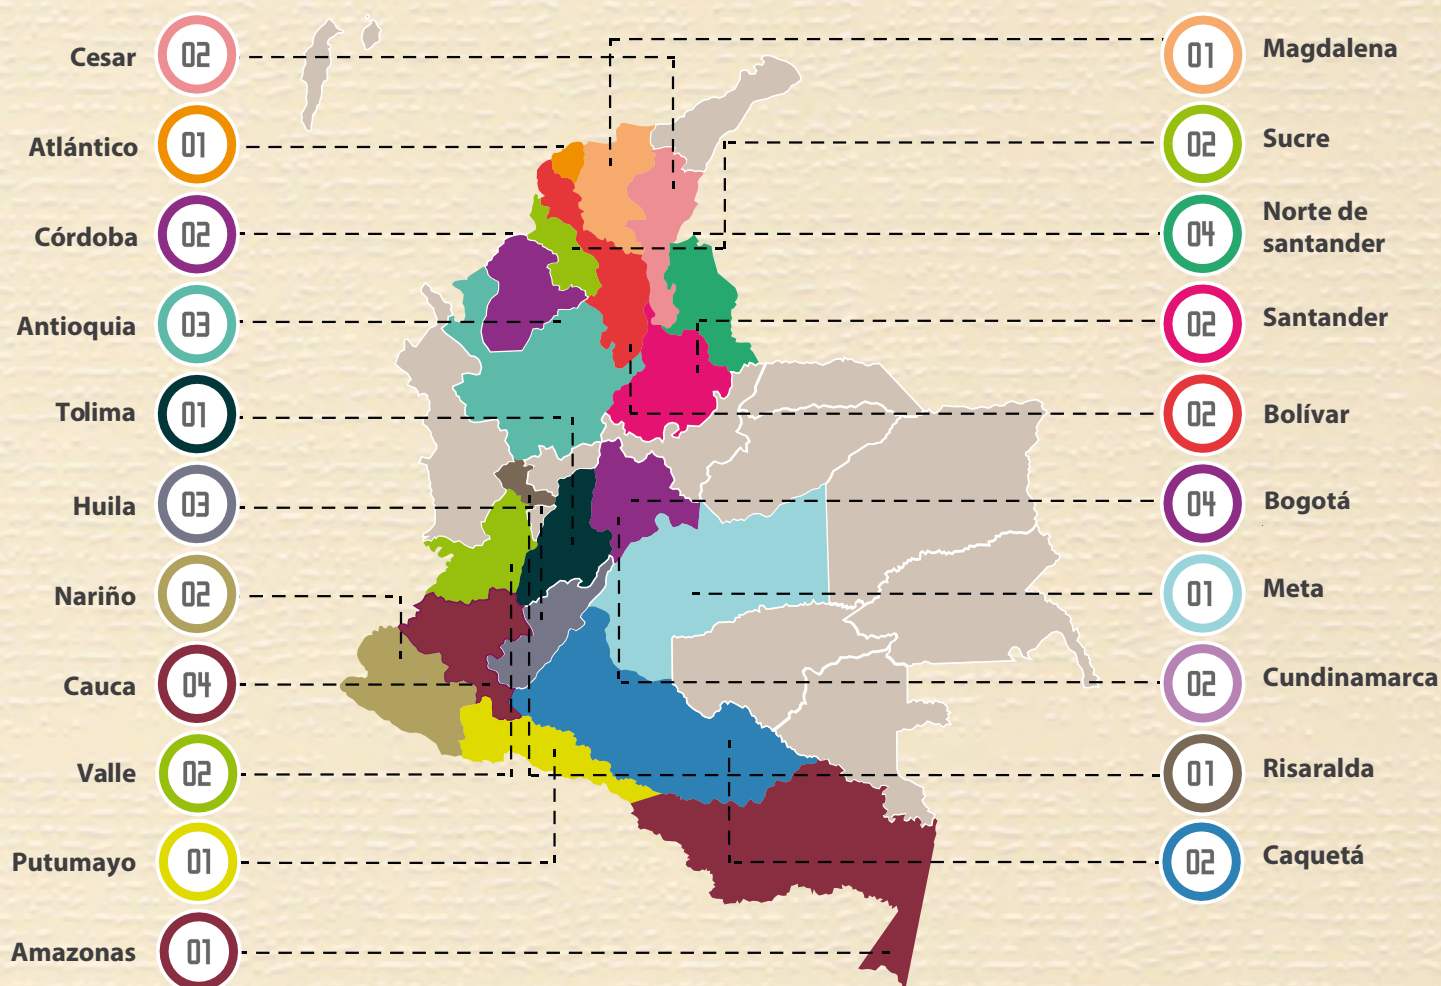 Cesar
02
Atlántico
01
Córdoba
02
Antioquia
03
Tolima
01
Huila
03
Nariño
02
Cauca
04
Valle
02
Putumayo
01
Amazonas
01
01
Magdalena
02
Sucre
04
Norte de
santander
02
Santander
02
Bolívar
04
Bogotá
01
Meta
02
Cundinamarca
01
Risaralda
02
Caquetá